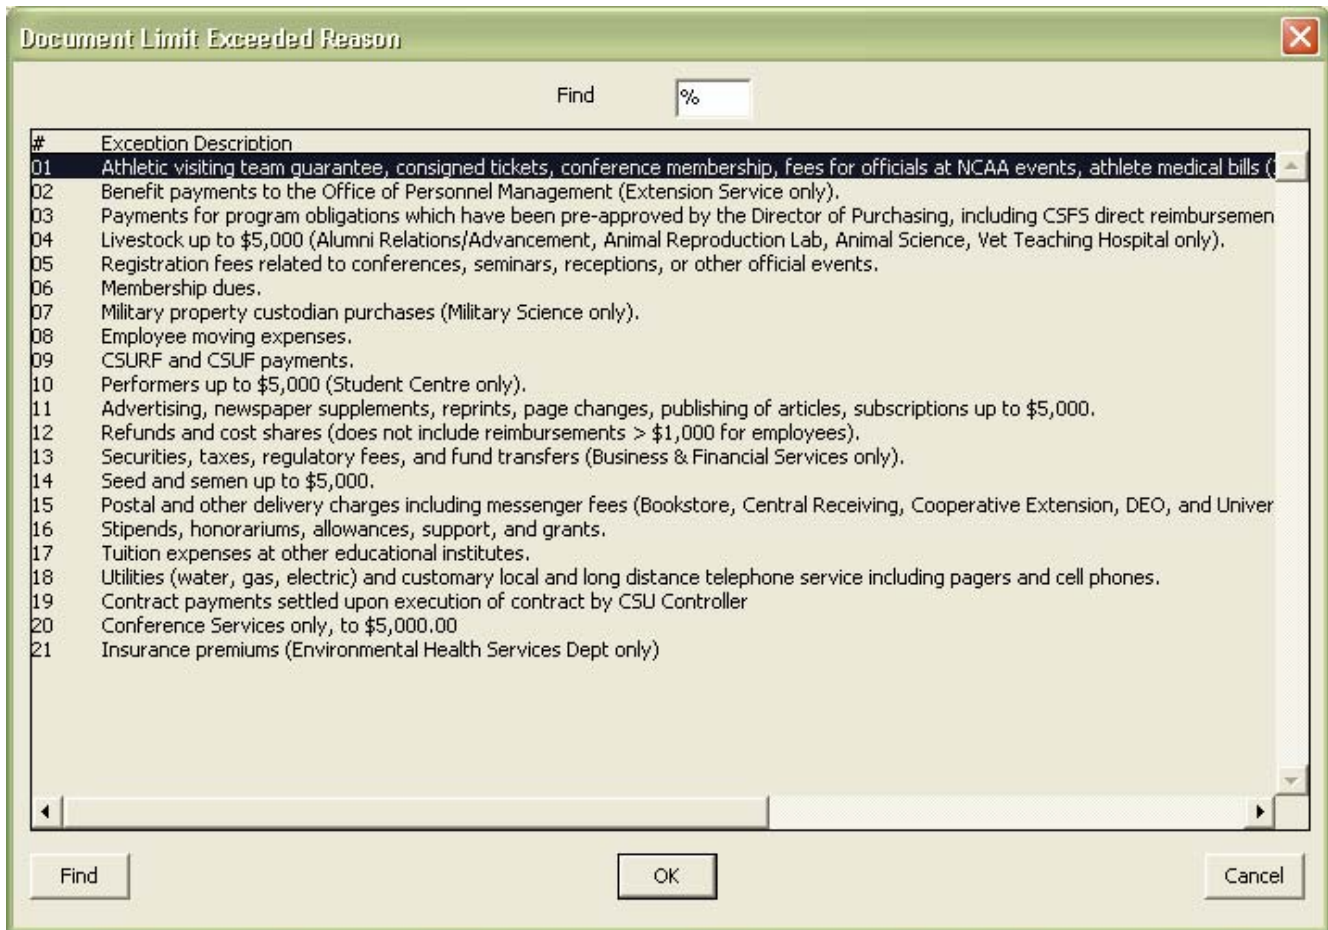 Document Limit Exceeded Reason
Find %
# Exception Description
01 Athletic visiting team guarantee, consigned tickets, conference membership, fees for officials at NCAA events, athlete medical bills (
02 Benefit payments to the Office of Personnel Management (Extension Service only).
03 Payments for program obligations which have been pre-approved by the Director of Purchasing, including CSFS direct reimbursemen
04 Livestock up to $5,000 (Alumni Relations/Advancement, Animal Reproduction Lab, Animal Science, Vet Teaching Hospital only).
05 Registration fees related to conferences, seminars, receptions, or other official events.
06 Membership dues.
07 Military property custodian purchases (Military Science only).
08 Employee moving expenses.
09 CSURF and CSUF payments.
10 Performers up to $5,000 (Student Centre only).
11 Advertising, newspaper supplements, reprints, page changes, publishing of articles, subscriptions up to $5,000.
12 Refunds and cost shares (does not include reimbursements > $1,000 for employees).
13 Securities, taxes, regulatory fees, and fund transfers (Business & Financial Services only).
14 Seed and semen up to $5,000.
15 Postal and other delivery charges including messenger fees (Bookstore, Central Receiving, Cooperative Extension, DEO, and Univer
16 Stipends, honorariums, allowances, support, and grants.
17 Tuition expenses at other educational institutes.
18 Utilities (water, gas, electric) and customary local and long distance telephone service including pagers and cell phones.
19 Contract payments settled upon execution of contract by CSU Controller
20 Conference Services only, to $5,000.00
21 Insurance premiums (Environmental Health Services Dept only)
Find OK Cancel